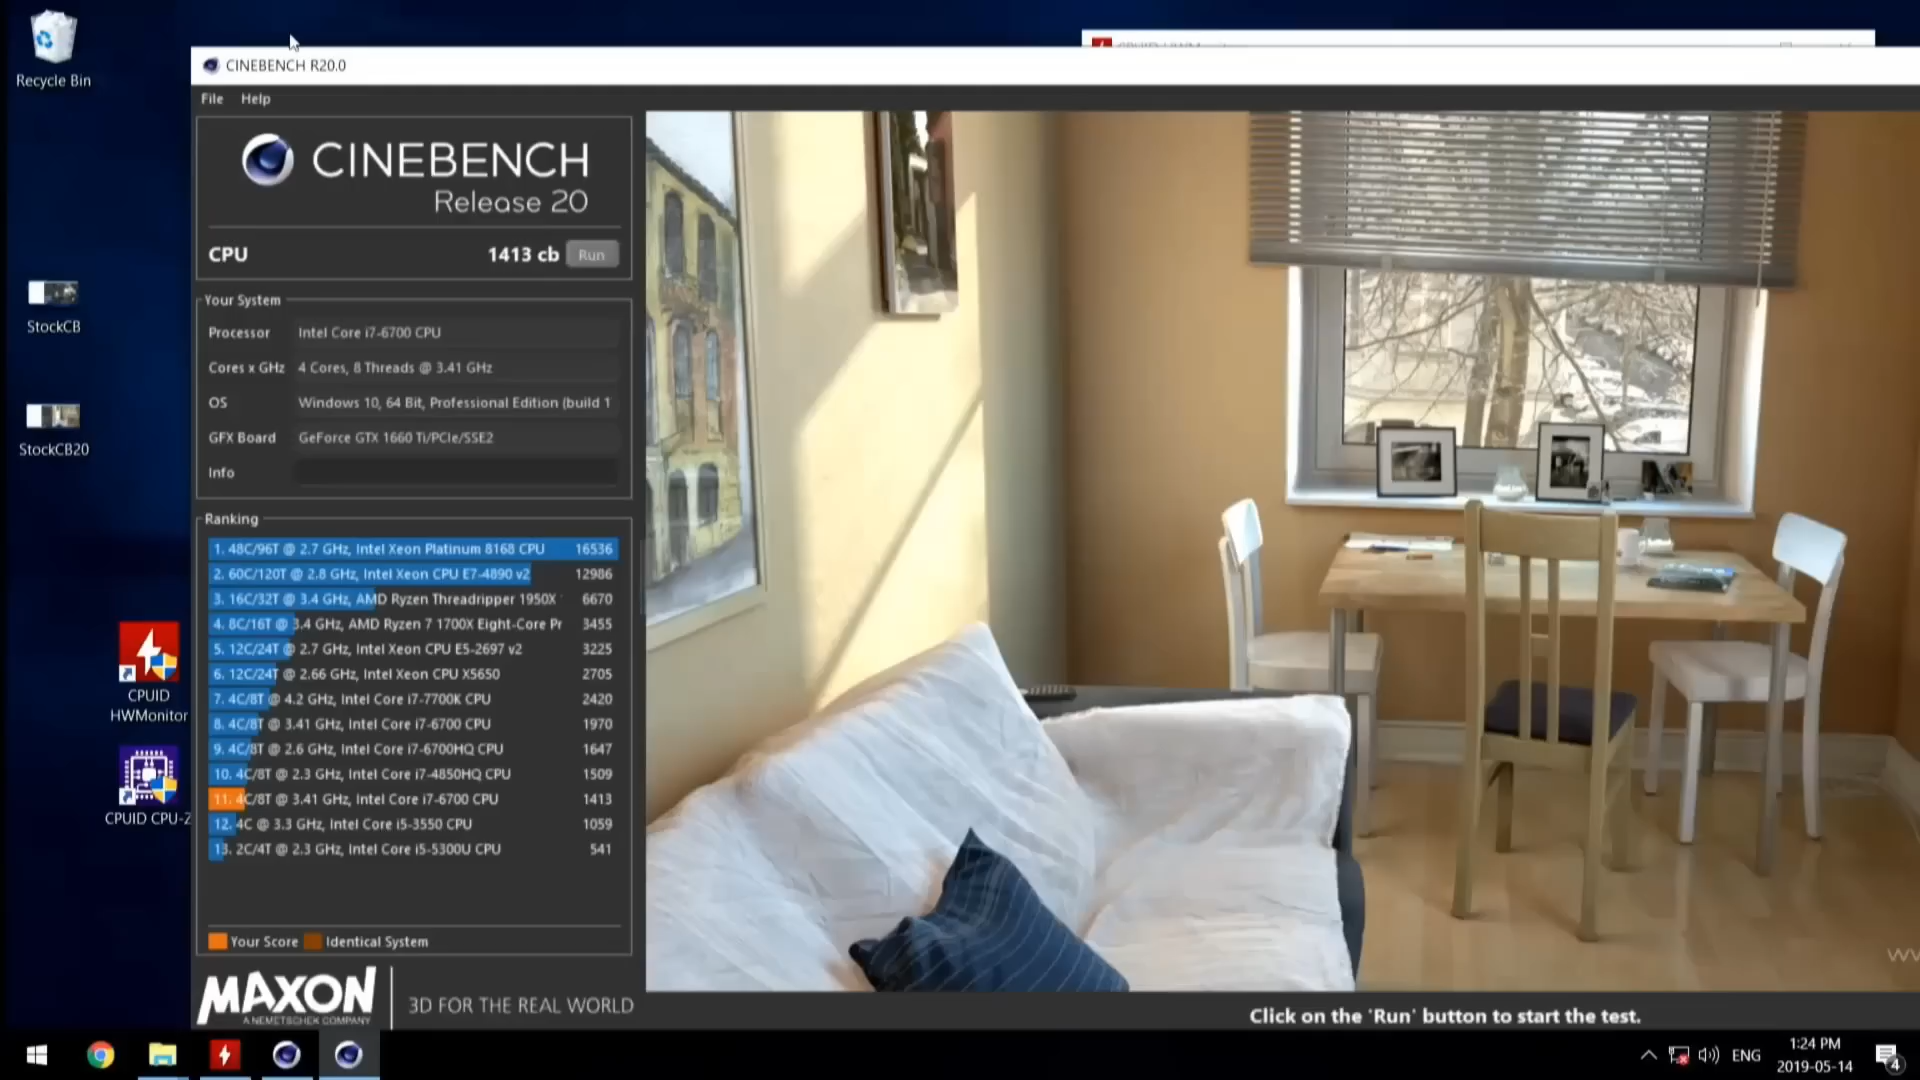 Recycle Bin
CINEBENCH R20.0
File Help
CINEBENCH
Release 20
CPU 1413 cb Run
Your System
Processor Intel Core i7-6700 CPU
Cores x GHz 4 Cores, 8 Threads @ 3.41 GHz
OS Windows 10, 64 Bit, Professional Edition (build 1
GFX Board GeForce GTX 1660 Ti/PCIe/SSE2
Info
Ranking
1. 48C/96T @ 2.7 GHz, Intel Xeon Platinum 8168 CPU 16536
2. 60C/120T @ 2.8 GHz, Intel Xeon CPU E7-4890 v2 12986
3. 16C/32T @ 3.4 GHz, AMD Ryzen Threadripper 1950X 6670
4. 8C/16T @ 3.4 GHz, AMD Ryzen 7 1700X Eight-Core Pr 3455
5. 12C/24T @ 2.7 GHz, Intel Xeon CPU E5-2697 v2 3225
6. 12C/24T @ 2.66 GHz, Intel Xeon CPU X5650 2705
7. 4C/8T @ 4.2 GHz, Intel Core i7-7700K CPU 2420
8. 4C/8T @ 3.41 GHz, Intel Core i7-6700 CPU 1970
9. 4C/8T @ 2.6 GHz, Intel Core i7-6700HQ CPU 1647
10. 4C/8T @ 2.3 GHz, Intel Core i7-4850HQ CPU 1509
11. 4C/8T @ 3.41 GHz, Intel Core i7-6700 CPU 1413
12. 4C @ 3.3 GHz, Intel Core i5-3550 CPU 1059
13. 2C/4T @ 2.3 GHz, Intel Core i5-5300U CPU 541
Your Score Identical System
MAXON
A NEMETSCHEK COMPANY
3D FOR THE REAL WORLD
Click on the 'Run' button to start the test.
StockCB
StockCB20
CPUID
HWMonitor
CPUID CPU-Z
ENG
1:24 PM
2019-05-14
4